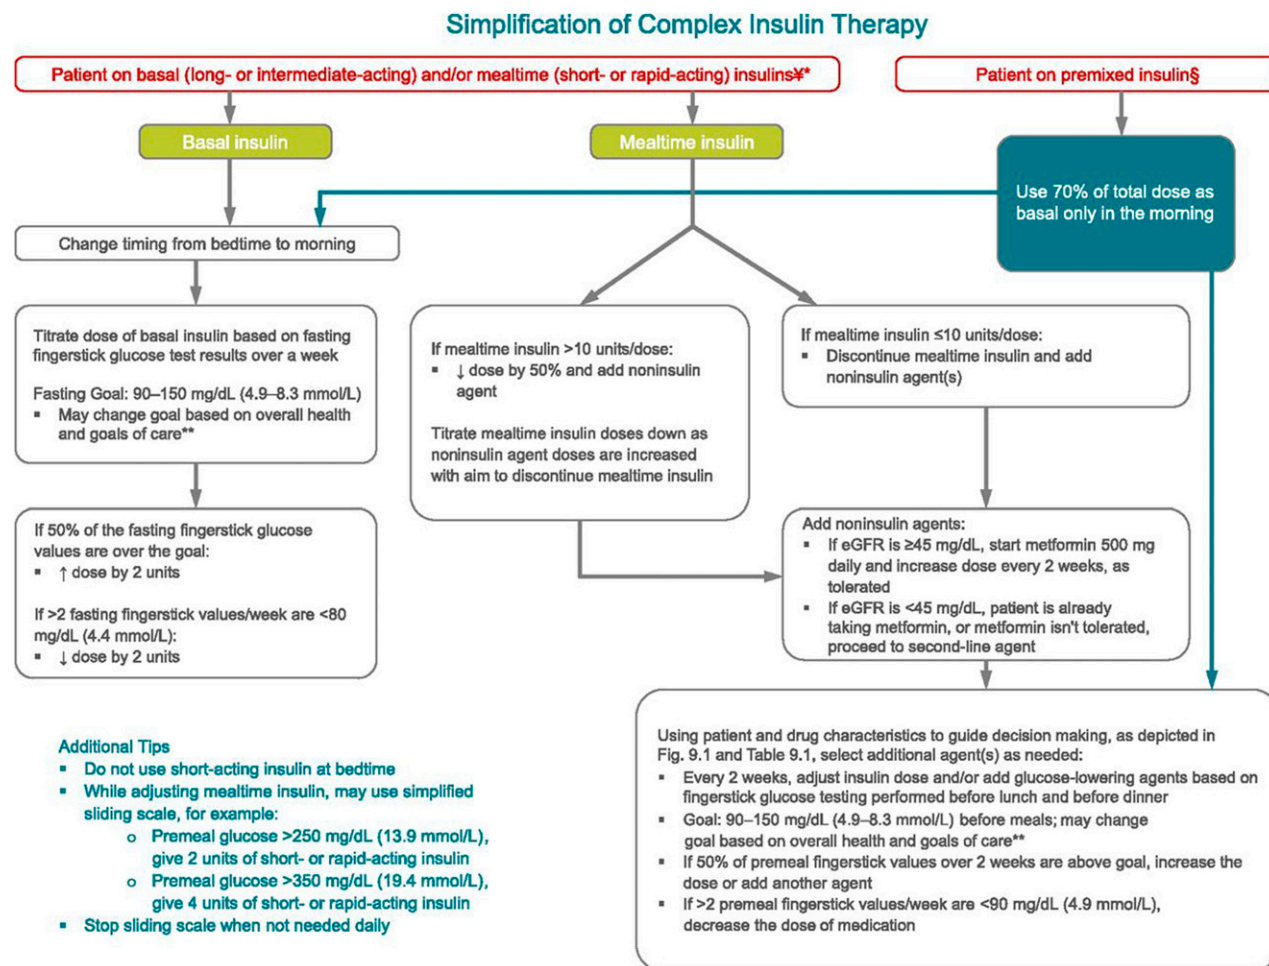 Simplification of Complex Insulin Therapy
Patient on basal (long- or intermediate-acting) and/or mealtime (short- or rapid-acting) insulins¥*
Patient on premixed insulin§
Basal insulin
Mealtime insulin
Use 70% of total dose as
basal only in the morning
Change timing from bedtime to morning
Titrate dose of basal insulin based on fasting
fingerstick glucose test results over a week
Fasting Goal: 90–150 mg/dL (4.9–8.3 mmol/L)
▪ May change goal based on overall health
and goals of care**
If 50% of the fasting fingerstick glucose
values are over the goal:
▪ ↑ dose by 2 units
If >2 fasting fingerstick values/week are <80
mg/dL (4.4 mmol/L):
▪ ↓ dose by 2 units
If mealtime insulin >10 units/dose:
▪ ↓ dose by 50% and add noninsulin
agent
Titrate mealtime insulin doses down as
noninsulin agent doses are increased
with aim to discontinue mealtime insulin
If mealtime insulin ≤10 units/dose:
▪ Discontinue mealtime insulin and add
noninsulin agent(s)
Add noninsulin agents:
▪ If eGFR is ≥45 mg/dL, start metformin 500 mg
daily and increase dose every 2 weeks, as
tolerated
▪ If eGFR is <45 mg/dL, patient is already
taking metformin, or metformin isn't tolerated,
proceed to second-line agent
Using patient and drug characteristics to guide decision making, as depicted in
Fig. 9.1 and Table 9.1, select additional agent(s) as needed:
▪ Every 2 weeks, adjust insulin dose and/or add glucose-lowering agents based on
fingerstick glucose testing performed before lunch and before dinner
▪ Goal: 90–150 mg/dL (4.9–8.3 mmol/L) before meals; may change
goal based on overall health and goals of care**
▪ If 50% of premeal fingerstick values over 2 weeks are above goal, increase the
dose or add another agent
▪ If >2 premeal fingerstick values/week are <90 mg/dL (4.9 mmol/L),
decrease the dose of medication
Additional Tips
▪ Do not use short-acting insulin at bedtime
▪ While adjusting mealtime insulin, may use simplified
sliding scale, for example:
o Premeal glucose >250 mg/dL (13.9 mmol/L),
give 2 units of short- or rapid-acting insulin
o Premeal glucose >350 mg/dL (19.4 mmol/L),
give 4 units of short- or rapid-acting insulin
▪ Stop sliding scale when not needed daily